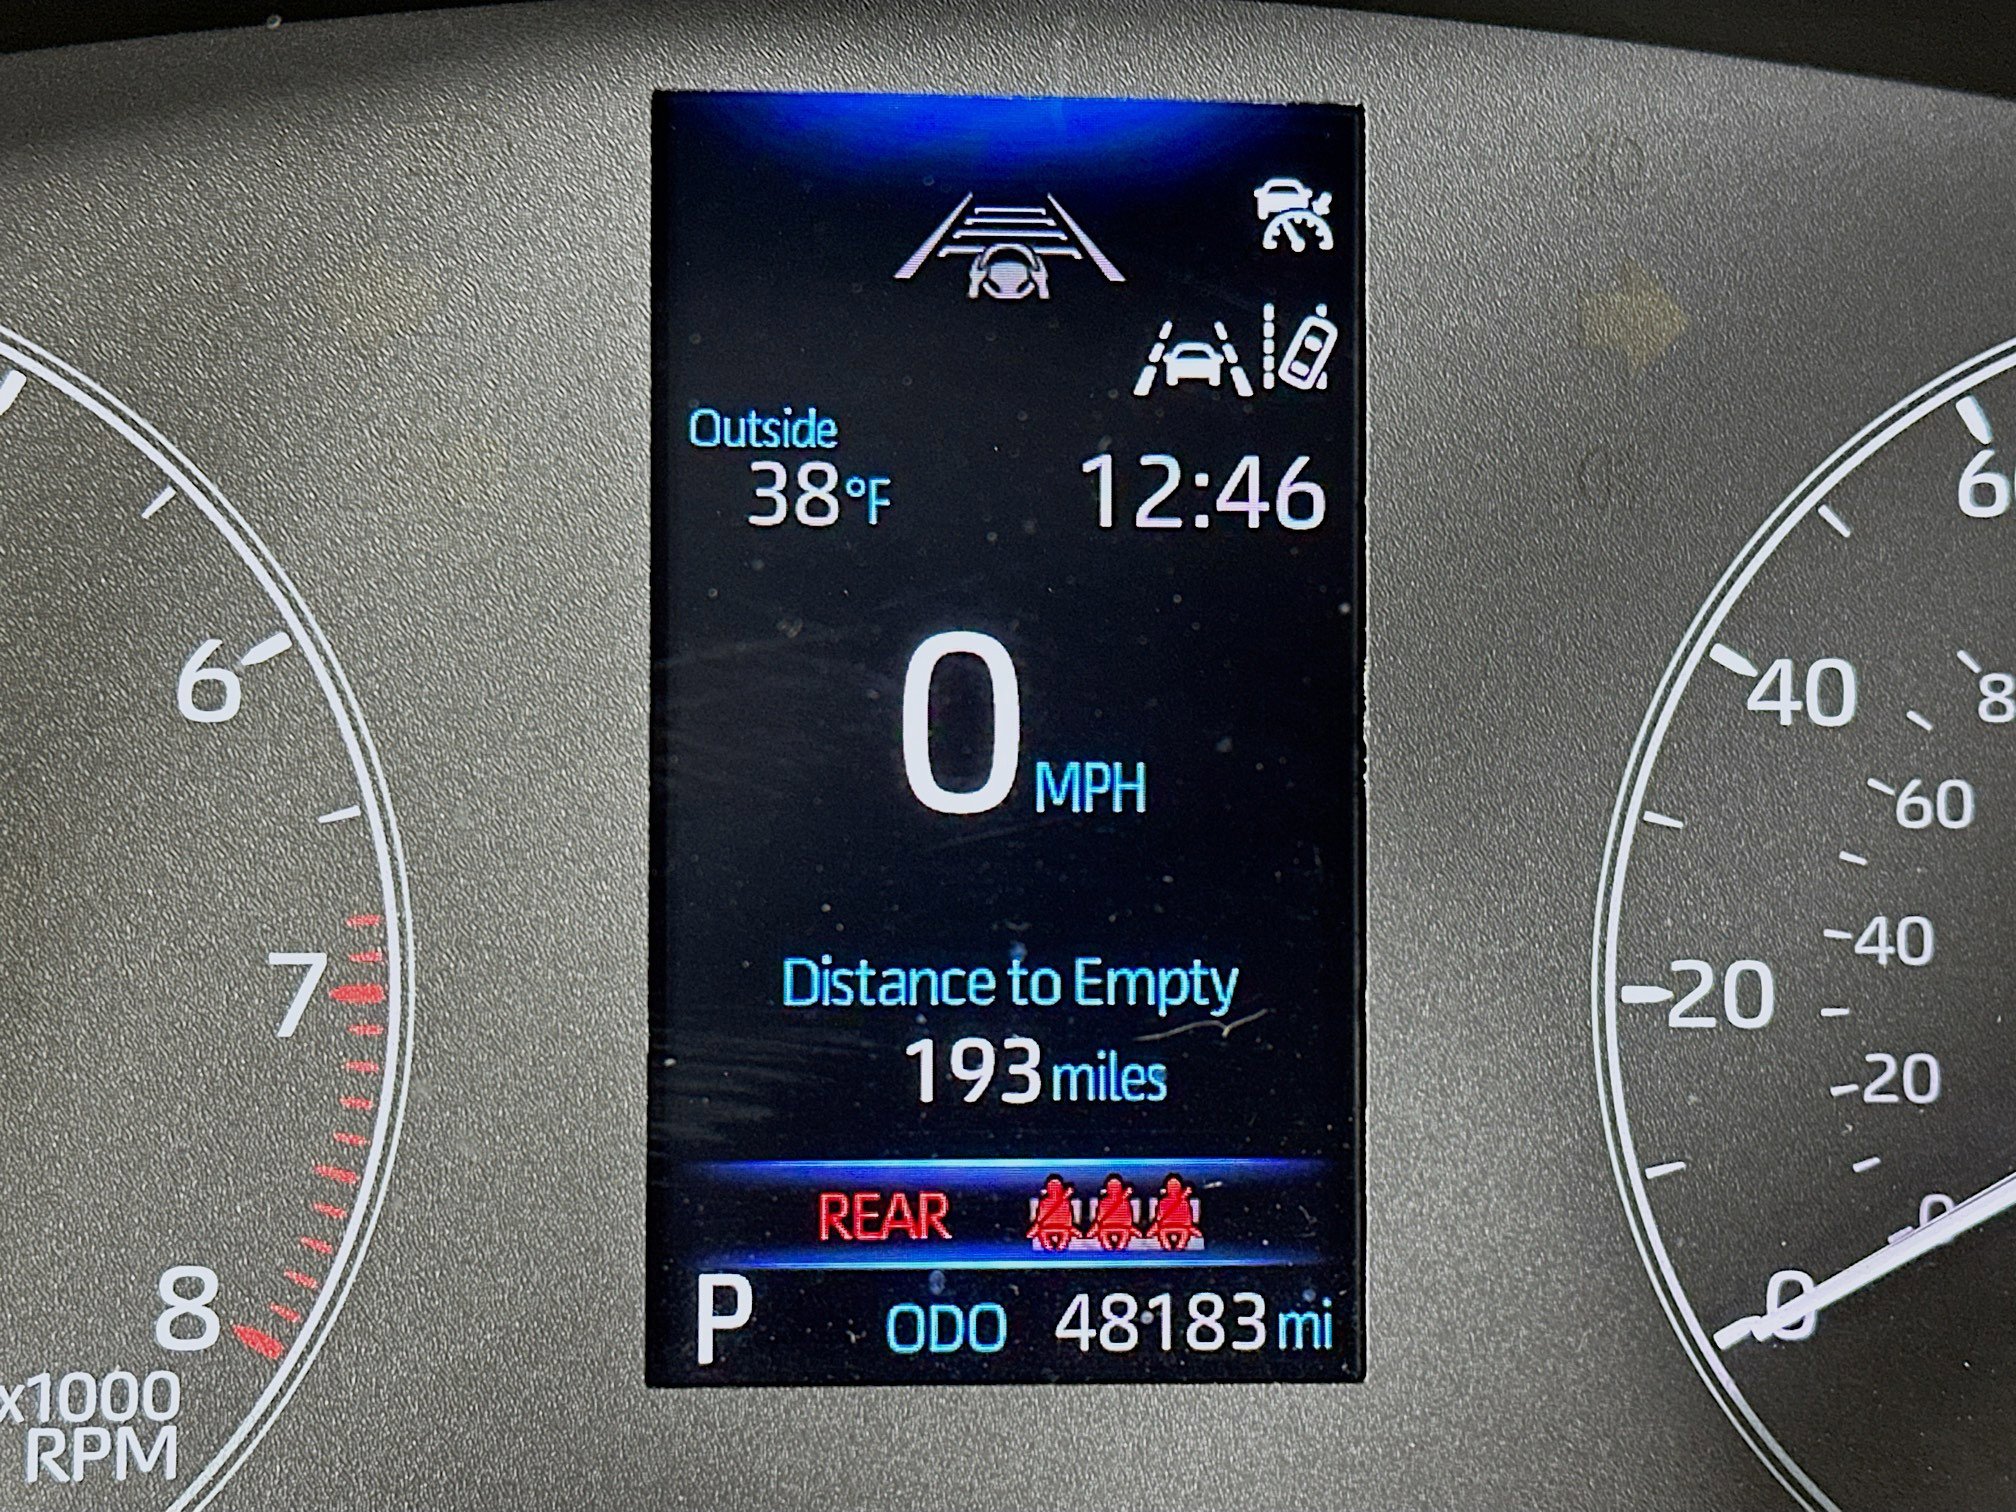 Outside
38°F 12:46
0 MPH
Distance to Empty
193 miles
REAR
P ODO 48183 mi
6
7
8
x1000
RPM
40
20
0
60
40
20
0